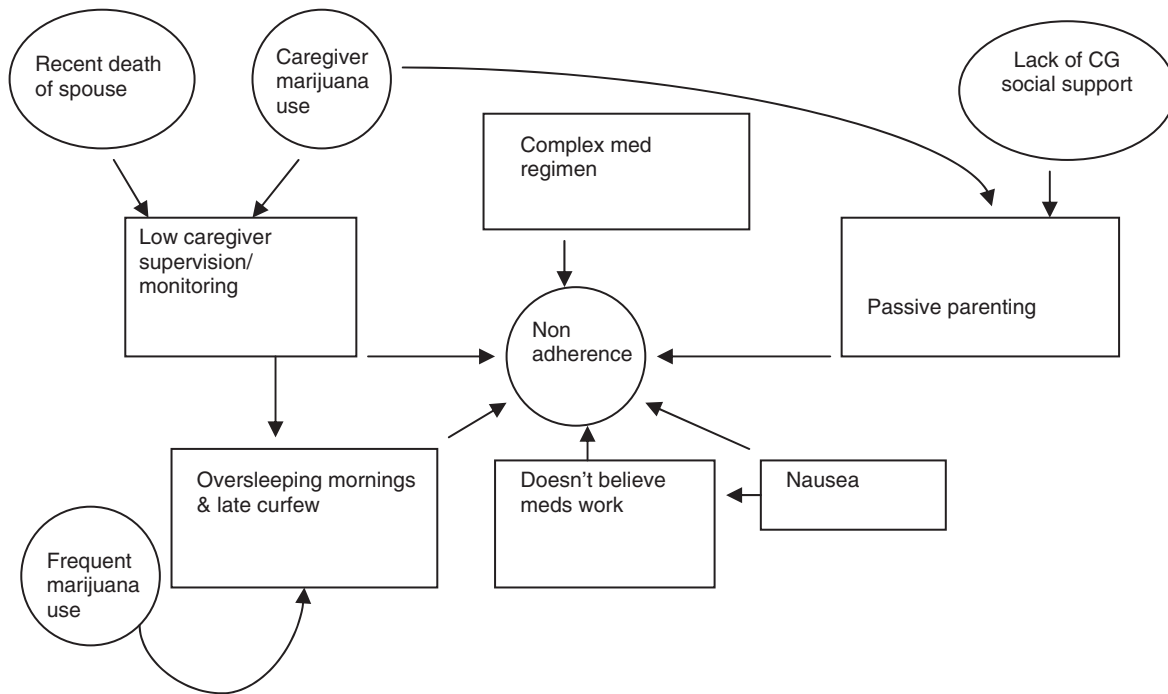 Recent death
of spouse
Caregiver
marijuana
use
Lack of CG
social support
Complex med
regimen
Low caregiver
supervision/
monitoring
Passive parenting
Non
adherence
Oversleeping mornings
& late curfew
Doesn’t believe
meds work
Nausea
Frequent
marijuana
use